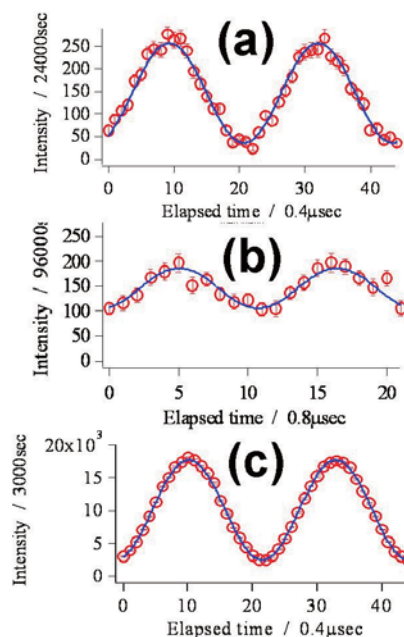 (a)
Intensity / 24000sec
250
200
150
100
50
0
0 10 20 30 40
Elapsed time / 0.4μsec
(b)
Intensity / 96000s
250
200
150
100
50
0
0 5 10 15 20
Elapsed time / 0.8μsec
(c)
Intensity / 3000sec
20x10³
15
10
5
0
0 10 20 30 40
Elapsed time / 0.4μsec